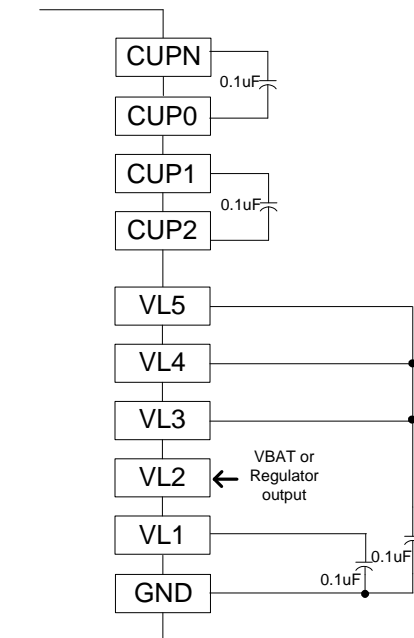 CUPN
0.1uF
CUP0
CUP1
0.1uF
CUP2
VL5
VL4
VL3
VBAT or
Regulator
output
VL2
VL1
0.1uF
0.1uF
GND